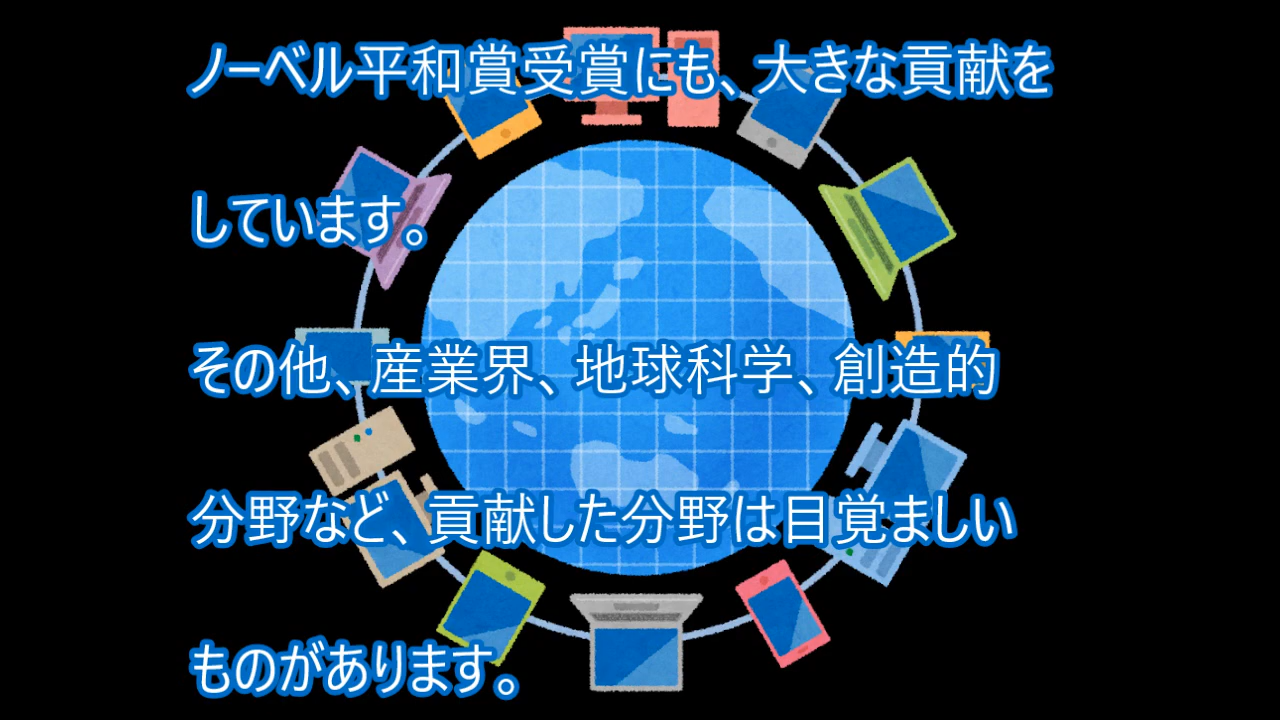 ノーベル平和賞受賞にも、大きな貢献を
しています。
その他、産業界、地球科学、創造的
分野など、貢献した分野は目覚ましい
ものがあります。